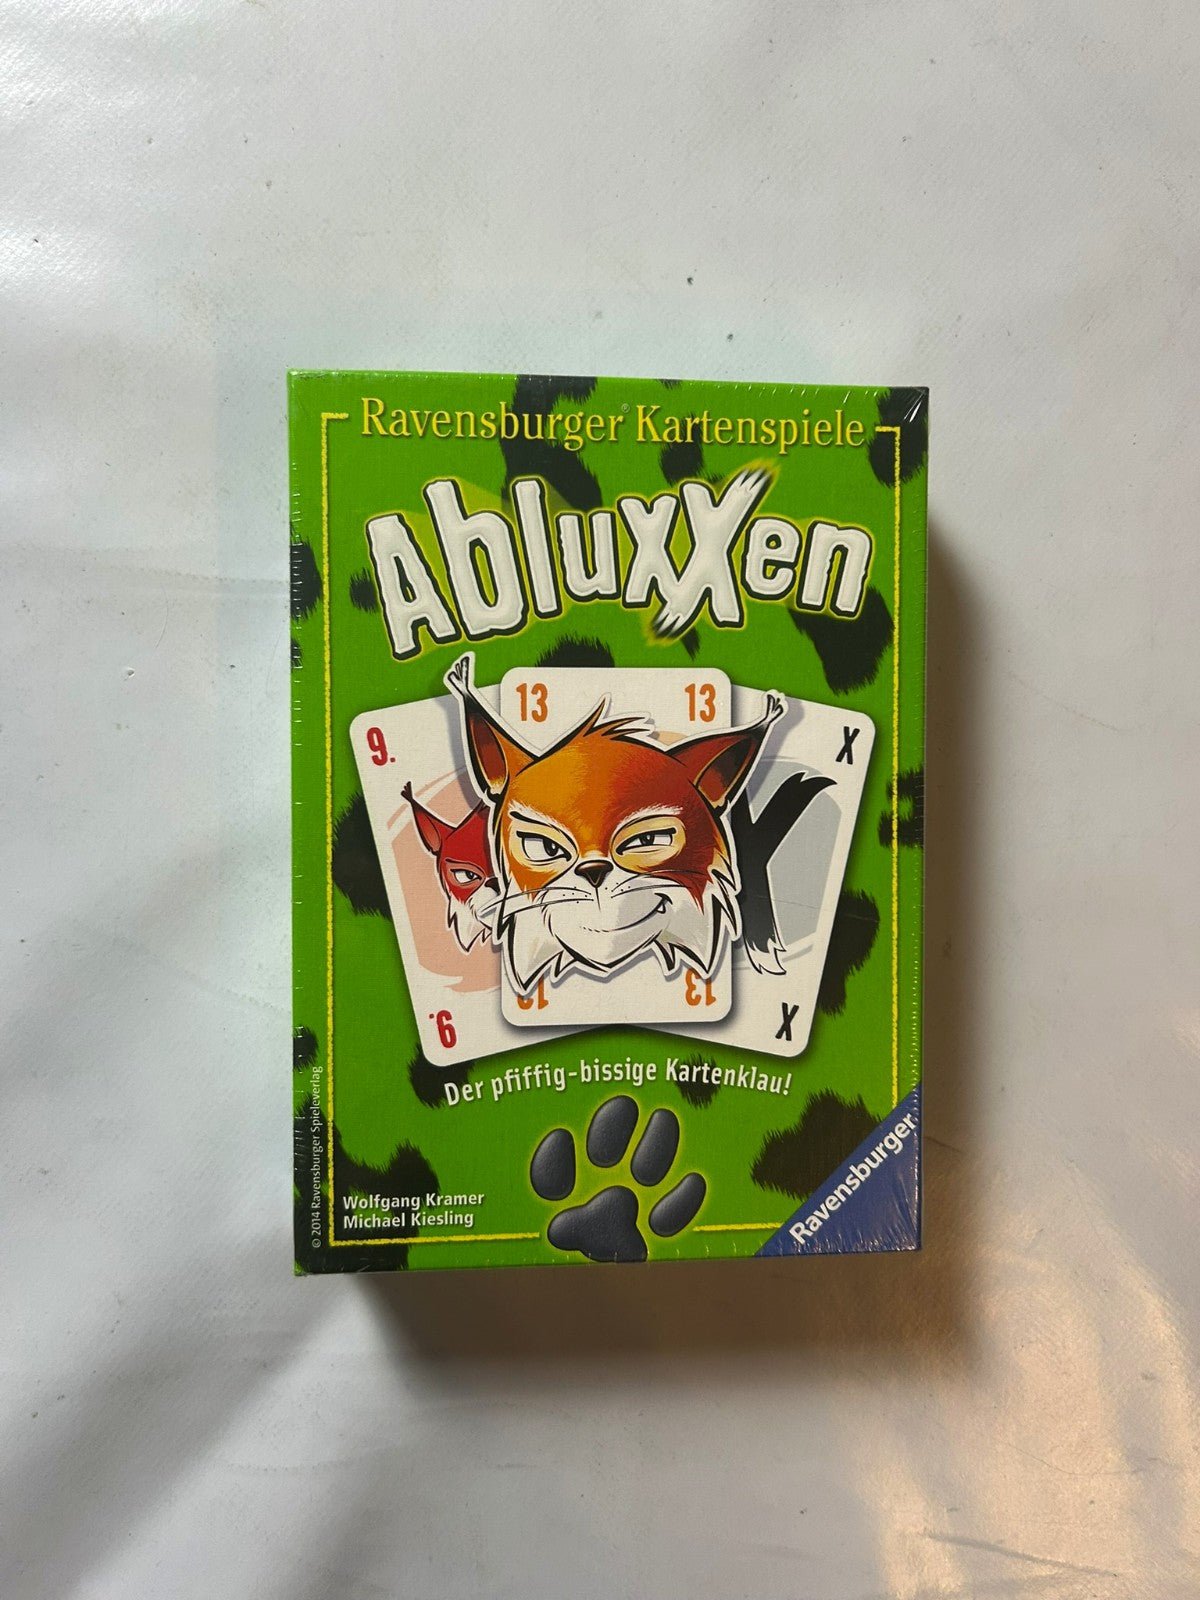 Ravensburger® Kartenspiele
Abluxxen
13 13
9.
X
13
9.
X
Der pfiffig-bissige Kartenklau!
Wolfgang Kramer
Michael Kiesling
© 2014 Ravensburger Spieleverlag
Ravensburger